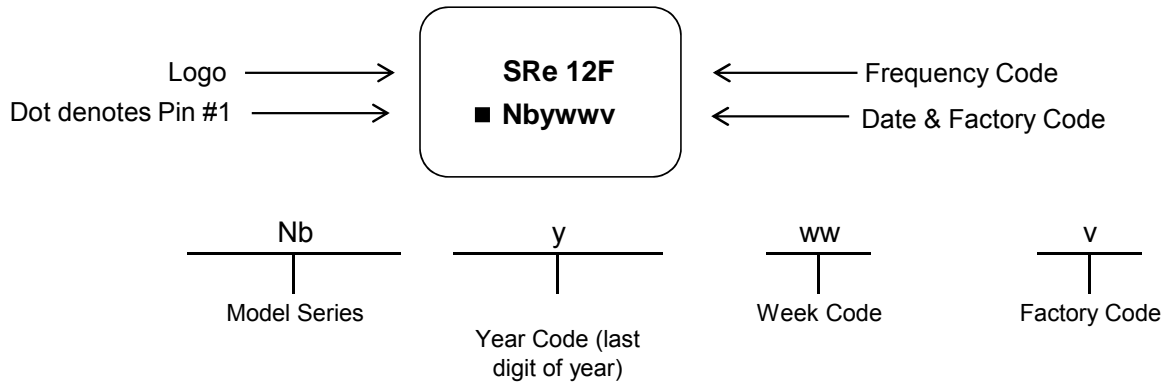 Logo
SRe 12F
Frequency Code
Dot denotes Pin #1
■ Nbywwv
Date & Factory Code
Nb
y
ww
v
Model Series
Year Code (last
digit of year)
Week Code
Factory Code